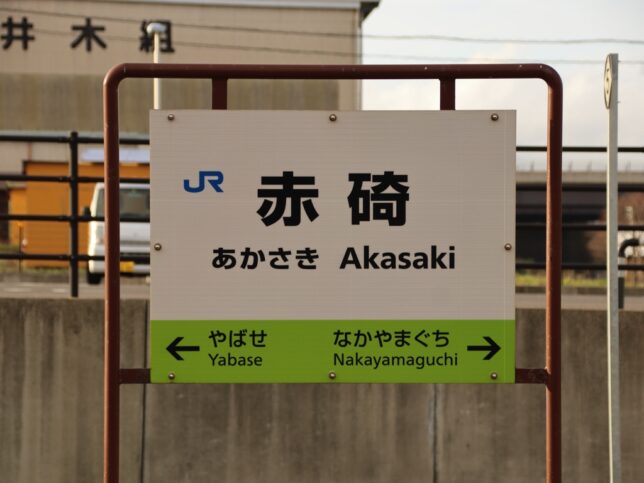 井木組
JR
赤碕
あかさき Akasaki
← やばせ なかやまぐち →
Yabase Nakayamaguchi